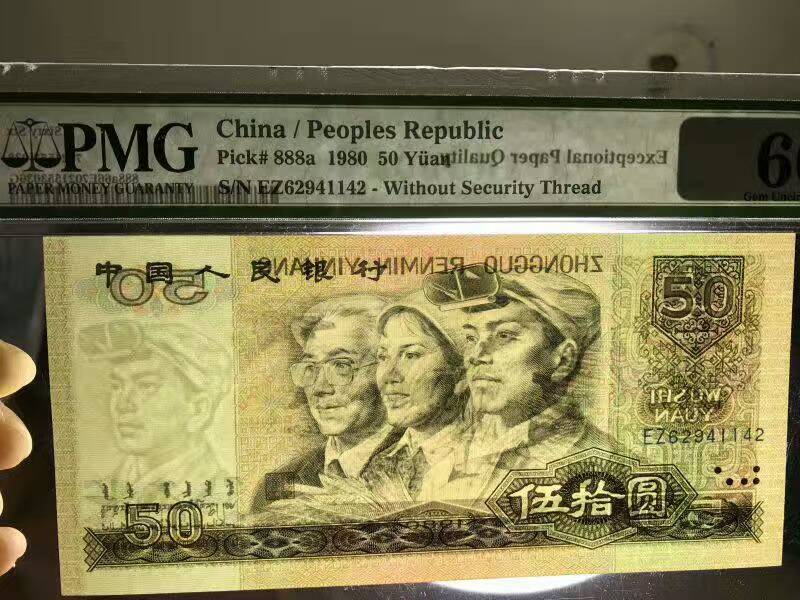 PMG
PAPER MONEY GUARANTY
China / Peoples Republic
Pick# 888a 1980 50 Yüan
Exceptional Paper Quality
S/N EZ62941142 - Without Security Thread
中国人民银行
ZHONGGUO RENMIN YINHANG
50
50
WUSHI
YUAN
EZ62941142
伍拾圆
50